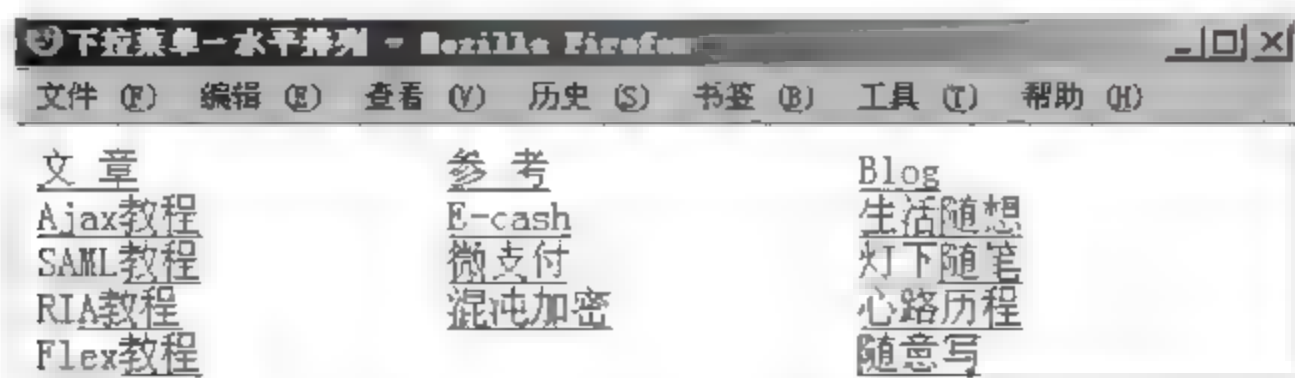 下拉菜单-水平排列 - Mozilla Firefox
文件 (F) 编辑 (E) 查看 (V) 历史 (S) 书签 (B) 工具 (T) 帮助 (H)
文 章 参 考 Blog
Ajax教程 E-cash 生活随想
SAML教程 微支付 灯下随笔
RIA教程 混沌加密 心路历程
Flex教程 随意写